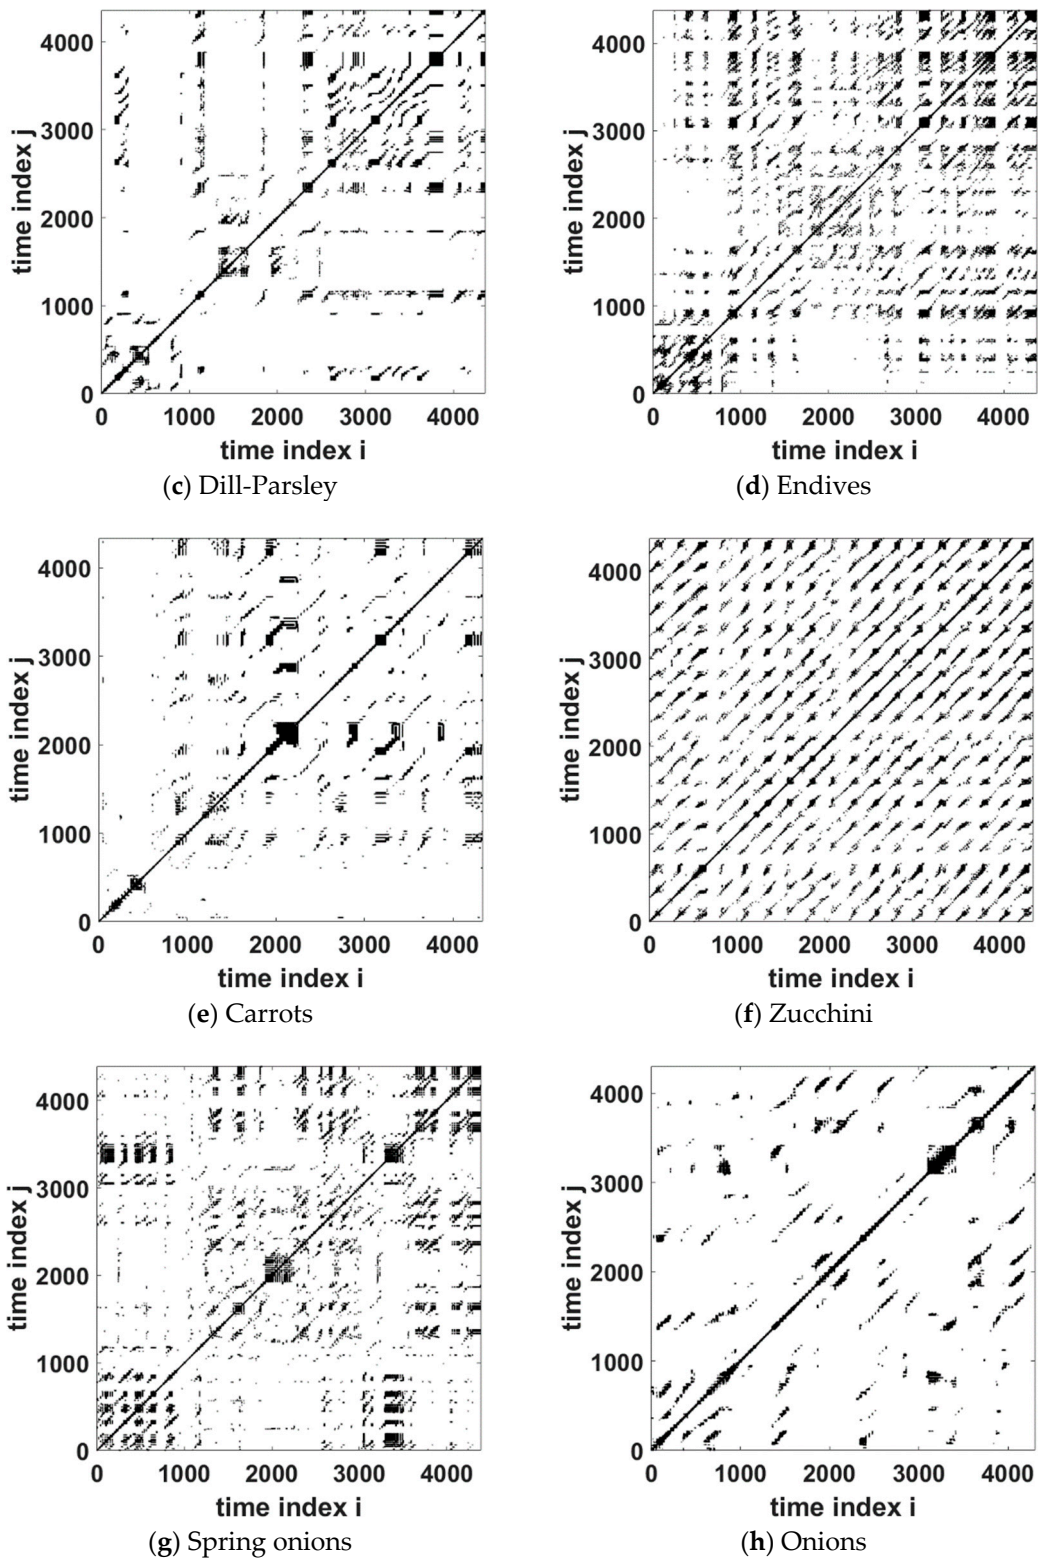 4000
3000
2000
1000
0
time index j
0 1000 2000 3000 4000
time index i
(c) Dill-Parsley
4000
3000
2000
1000
0
time index j
0 1000 2000 3000 4000
time index i
(d) Endives
4000
3000
2000
1000
0
time index j
0 1000 2000 3000 4000
time index i
(e) Carrots
4000
3000
2000
1000
0
time index j
0 1000 2000 3000 4000
time index i
(f) Zucchini
4000
3000
2000
1000
0
time index j
0 1000 2000 3000 4000
time index i
(g) Spring onions
4000
3000
2000
1000
0
time index j
0 1000 2000 3000 4000
time index i
(h) Onions